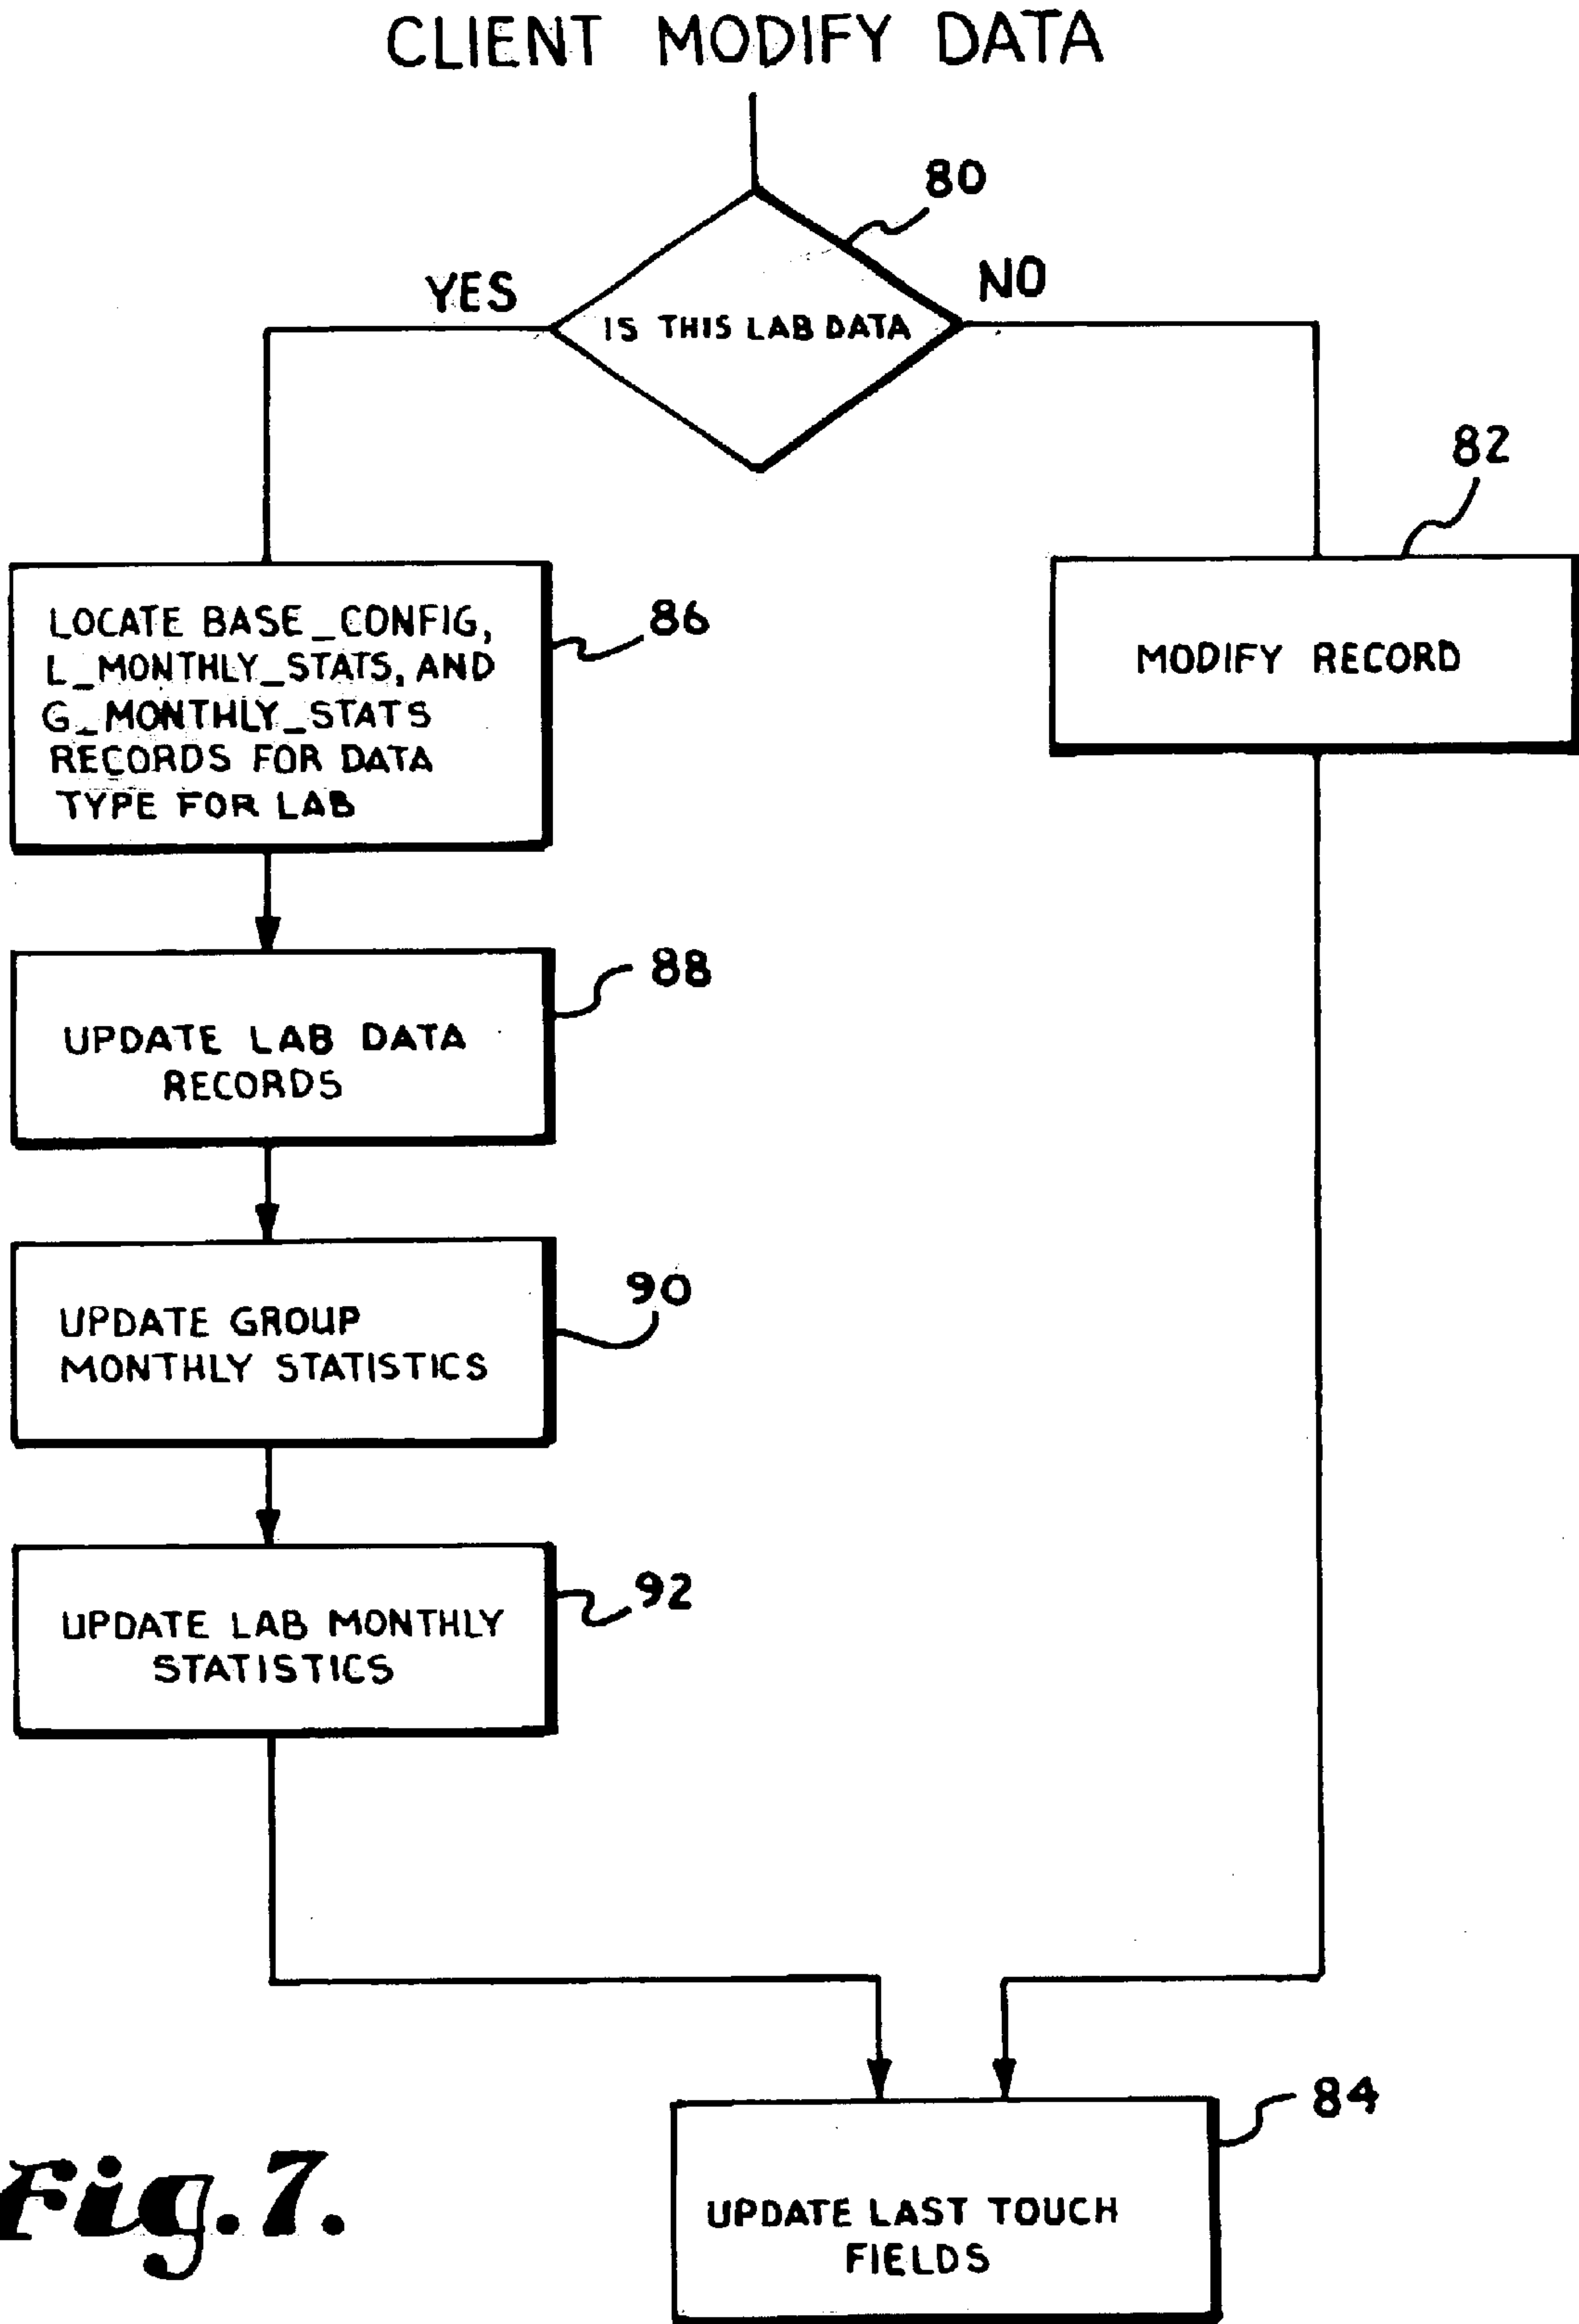 CLIENT MODIFY DATA
80
YES
NO
IS THIS LAB DATA
82
LOCATE BASE_CONFIG,
L_MONTHLY_STATS, AND
G_MONTHLY_STATS
RECORDS FOR DATA
TYPE FOR LAB
86
MODIFY RECORD
88
UPDATE LAB DATA
RECORDS
90
UPDATE GROUP
MONTHLY STATISTICS
92
UPDATE LAB MONTHLY
STATISTICS
84
UPDATE LAST TOUCH
FIELDS
Fig. 7.